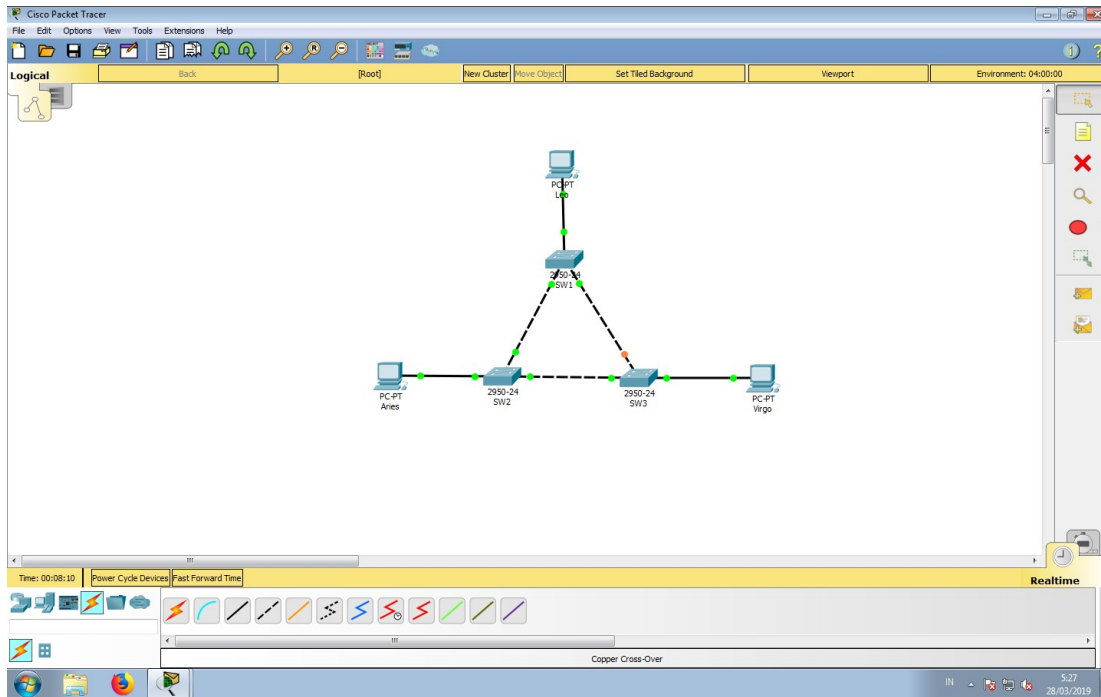 Cisco Packet Tracer
File Edit Options View Tools Extensions Help
Logical Back [Root] New Cluster Move Object Set Tiled Background Viewport Environment: 04:00:00
PC-PT
Leo
2950-24
SW1
PC-PT
Aries
2950-24
SW2
2950-24
SW3
PC-PT
Virgo
Time: 00:08:10 Power Cycle Devices Fast Forward Time Realtime
Copper Cross-Over
IN 5:27
28/03/2019